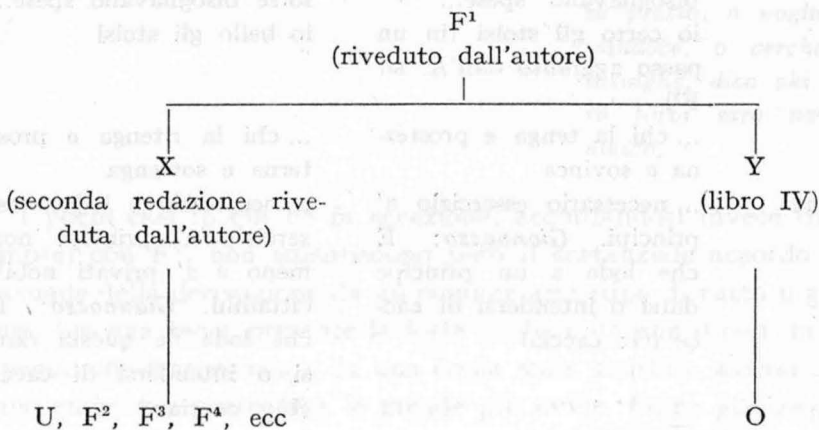 F¹
(riveduto dall'autore)
X
Y
(seconda redazione rive-
(libro IV)
duta dall'autore)
U, F², F³, F⁴, ecc
O